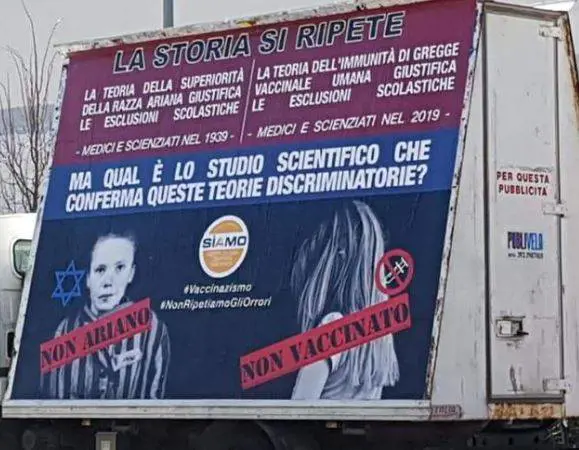 LA STORIA SI RIPETE
LA TEORIA DELLA SUPERIORITÀ
DELLA RAZZA ARIANA GIUSTIFICA
LE ESCLUSIONI SCOLASTICHE
- MEDICI E SCIENZIATI NEL 1939 -
LA TEORIA DELL'IMMUNITÀ DI GREGGE
VACCINALE UMANA GIUSTIFICA
LE ESCLUSIONI SCOLASTICHE
- MEDICI E SCIENZIATI NEL 2019 -
MA QUAL È LO STUDIO SCIENTIFICO CHE
CONFERMA QUESTE TEORIE DISCRIMINATORIE?
SIAMO
#Vaccinazismo
#NonRipetiamoGliOrrori
NON ARIANO
NON VACCINATO
PER QUESTA
PUBBLICITÀ
PUBLIVELA